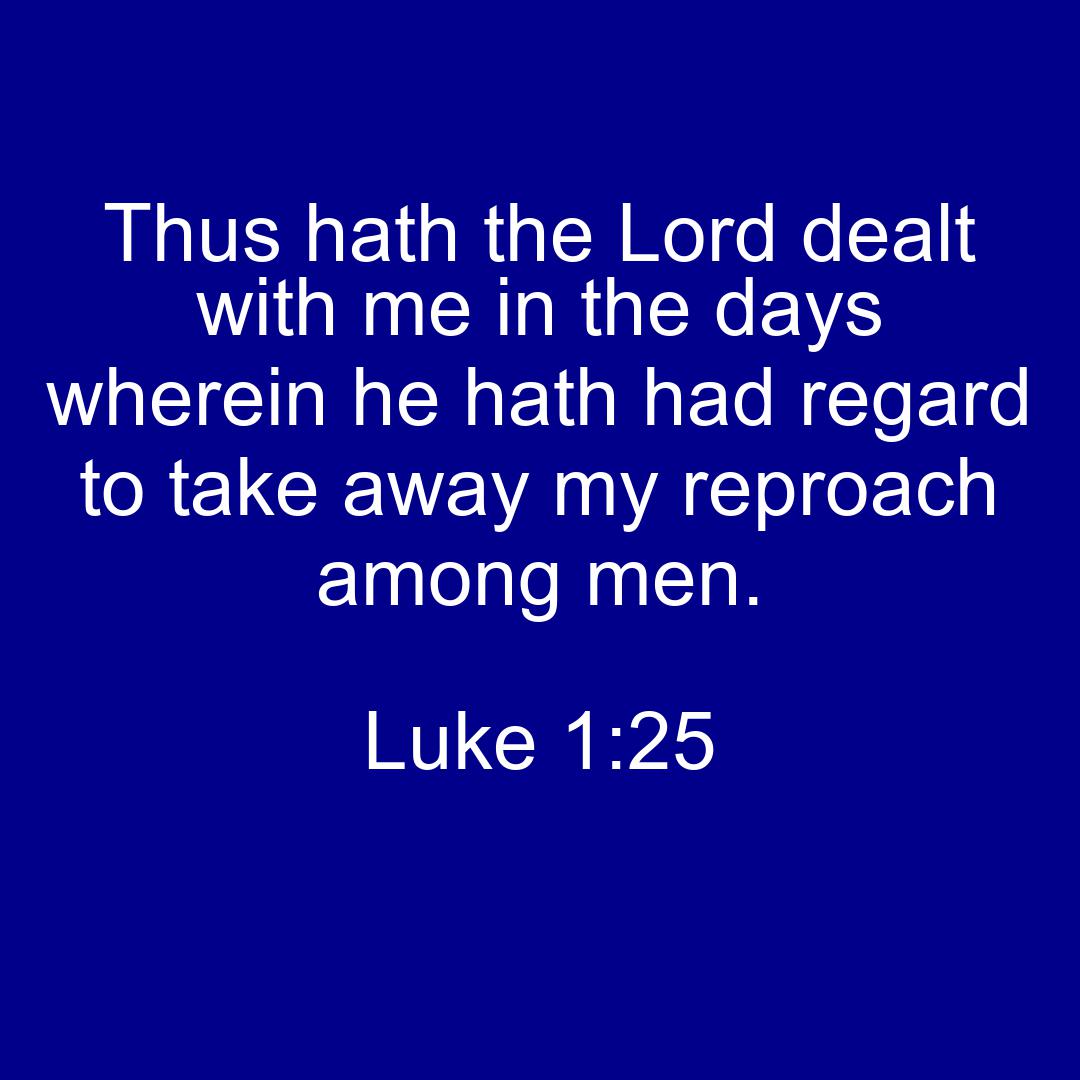 Thus hath the Lord dealt
with me in the days
wherein he hath had regard
to take away my reproach
among men.
Luke 1:25